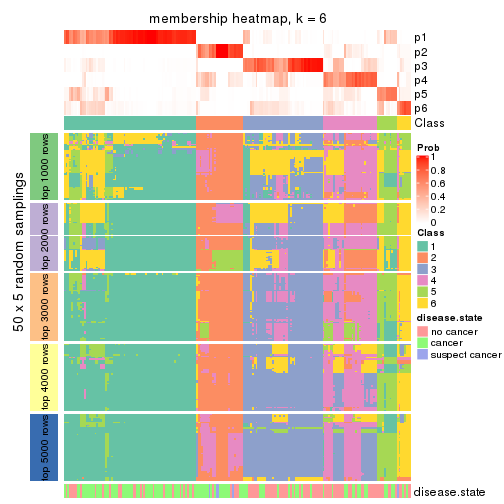 membership heatmap, k = 6
p1
p2
p3
p4
p5
p6
Class
50 x 5 random samplings
top 1000 rows
top 2000 rows
top 3000 rows
top 4000 rows
top 5000 rows
disease.state
Prob
1
0.8
0.6
0.4
0.2
0
Class
1
2
3
4
5
6
disease.state
no cancer
cancer
suspect cancer